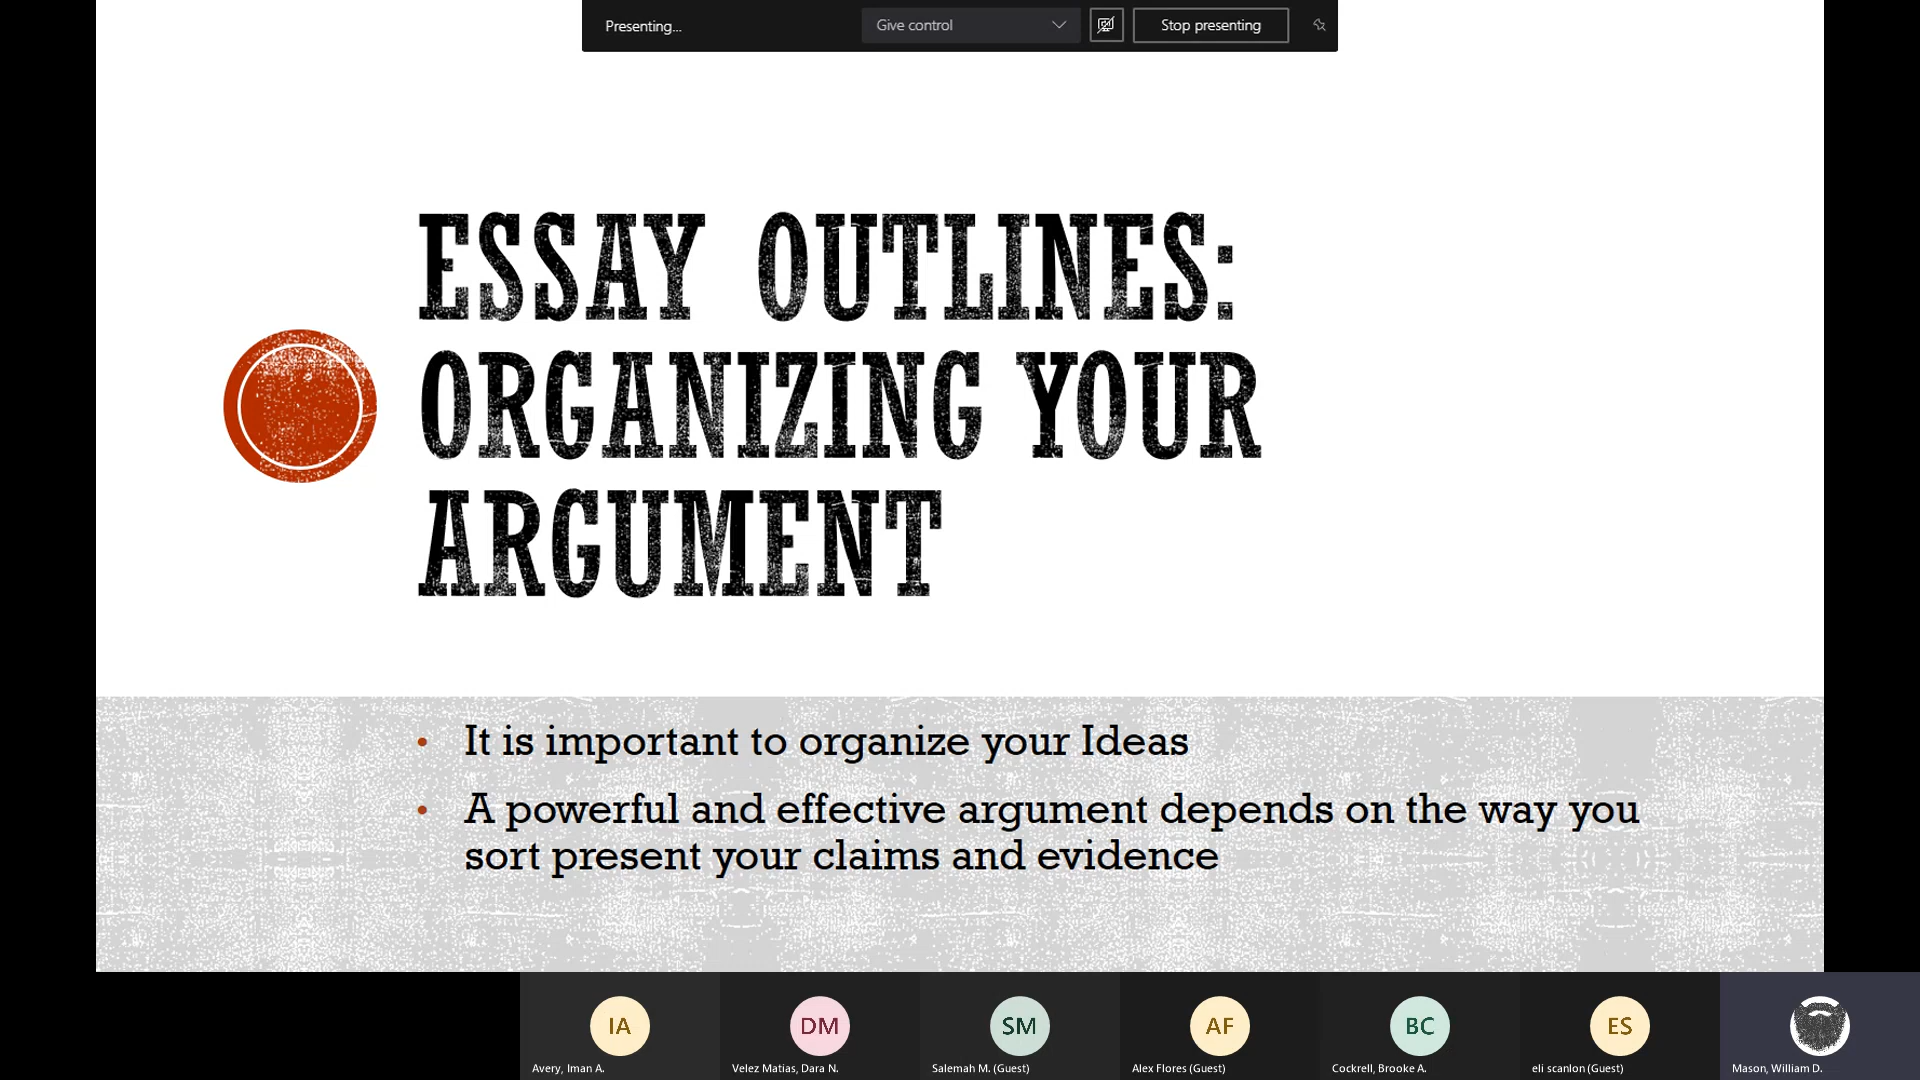 Presenting...
Give control
Stop presenting
ESSAY OUTLINES:
ORGANIZING YOUR
ARGUMENT
• It is important to organize your Ideas
• A powerful and effective argument depends on the way you
sort present your claims and evidence
IA
DM
SM
AF
BC
ES
Avery, Iman A.
Velez Matias, Dara N.
Salemah M. (Guest)
Alex Flores (Guest)
Cockrell, Brooke A.
eli scanlon (Guest)
Mason, William D.